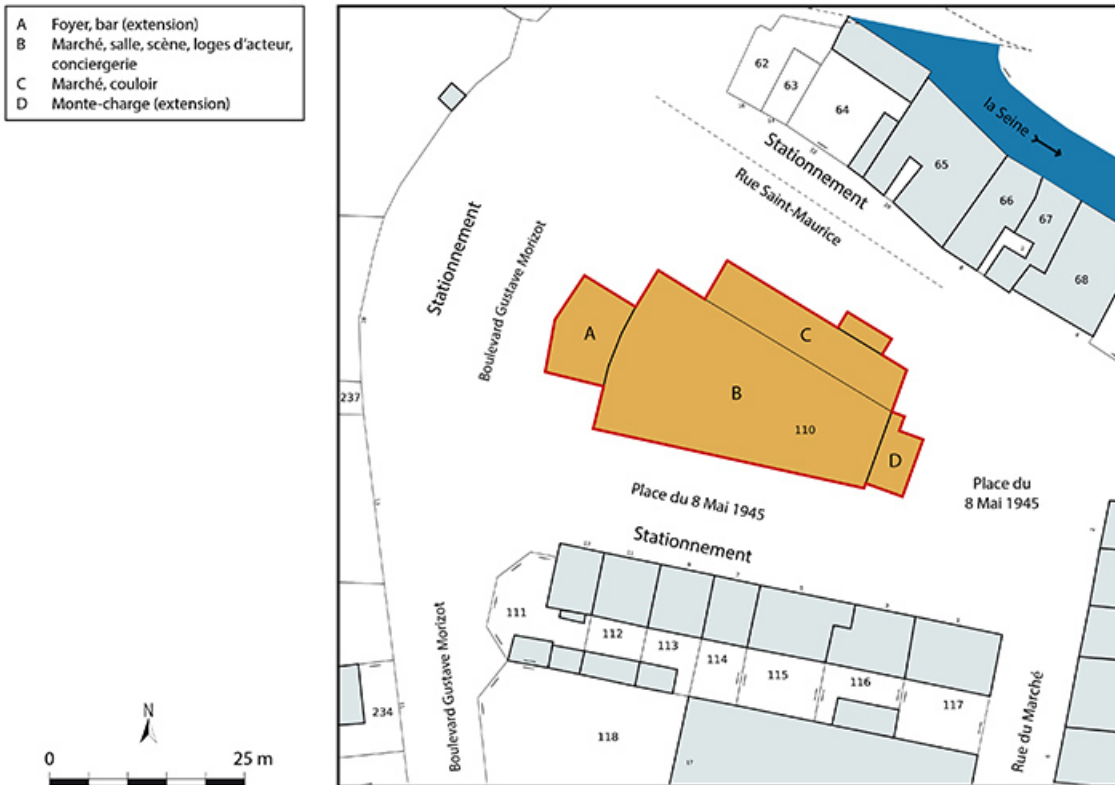 A Foyer, bar (extension)
B Marché, salle, scène, loges d'acteur,
conciergerie
C Marché, couloir
D Monte-charge (extension)
62
63
64
la Seine
Stationnement
65
Rue Saint-Maurice
66
67
68
Stationnement
Boulevard Gustave Morizot
A
C
B
237
110
D
Place du
8 Mai 1945
Place du 8 Mai 1945
Stationnement
111
112
113
114
115
116
117
Boulevard Gustave Morizot
234
118
Rue du Marché
N
0 25 m